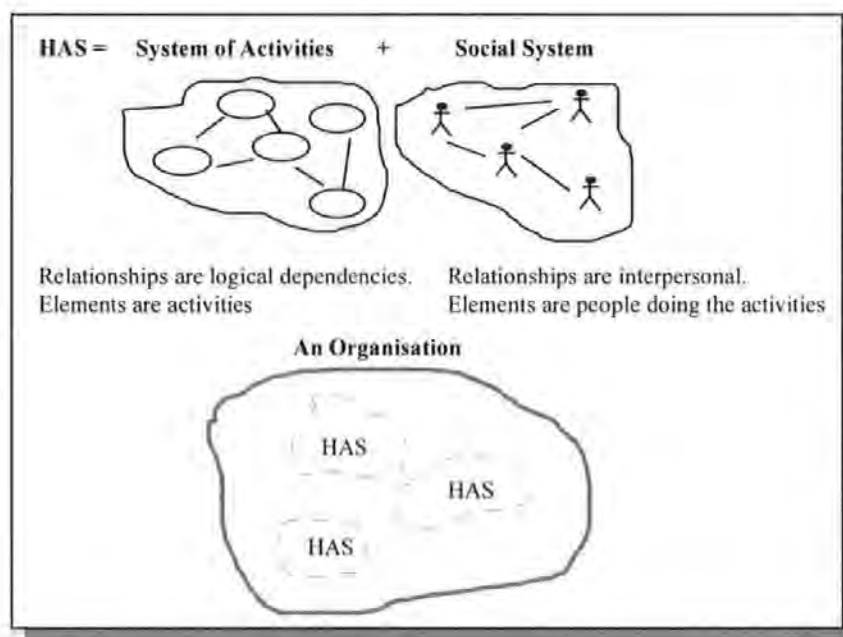 HAS = System of Activities + Social System
Relationships are logical dependencies.
Elements are activities
Relationships are interpersonal.
Elements are people doing the activities
An Organisation
HAS
HAS
HAS